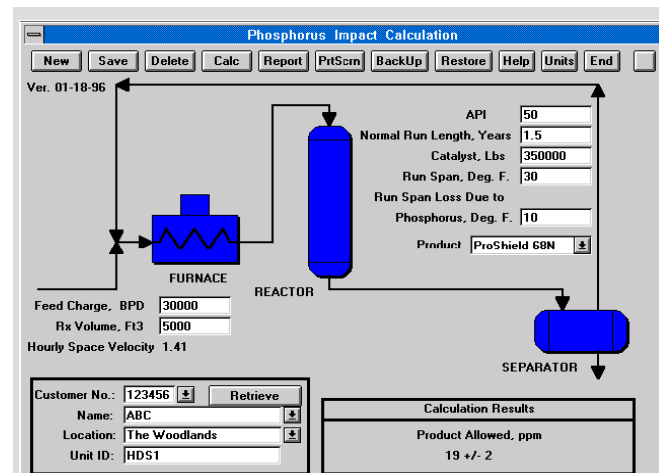 Phosphorus Impact Calculation
New Save Delete Calc Report PrtScrn BackUp Restore Help Units End
Ver. 01-18-96
API 50
Normal Run Length, Years 1.5
Catalyst, Lbs 350000
Run Span, Deg. F. 30
Run Span Loss Due to
Phosphorus, Deg. F. 10
Product ProShield 68N
FURNACE
REACTOR
Feed Charge, BPD 30000
Rx Volume, Ft3 5000
Hourly Space Velocity 1.41
SEPARATOR
Customer No.: 123456 Retrieve
Name: ABC
Location: The Woodlands
Unit ID: HDS1
Calculation Results
Product Allowed, ppm
19 +/- 2